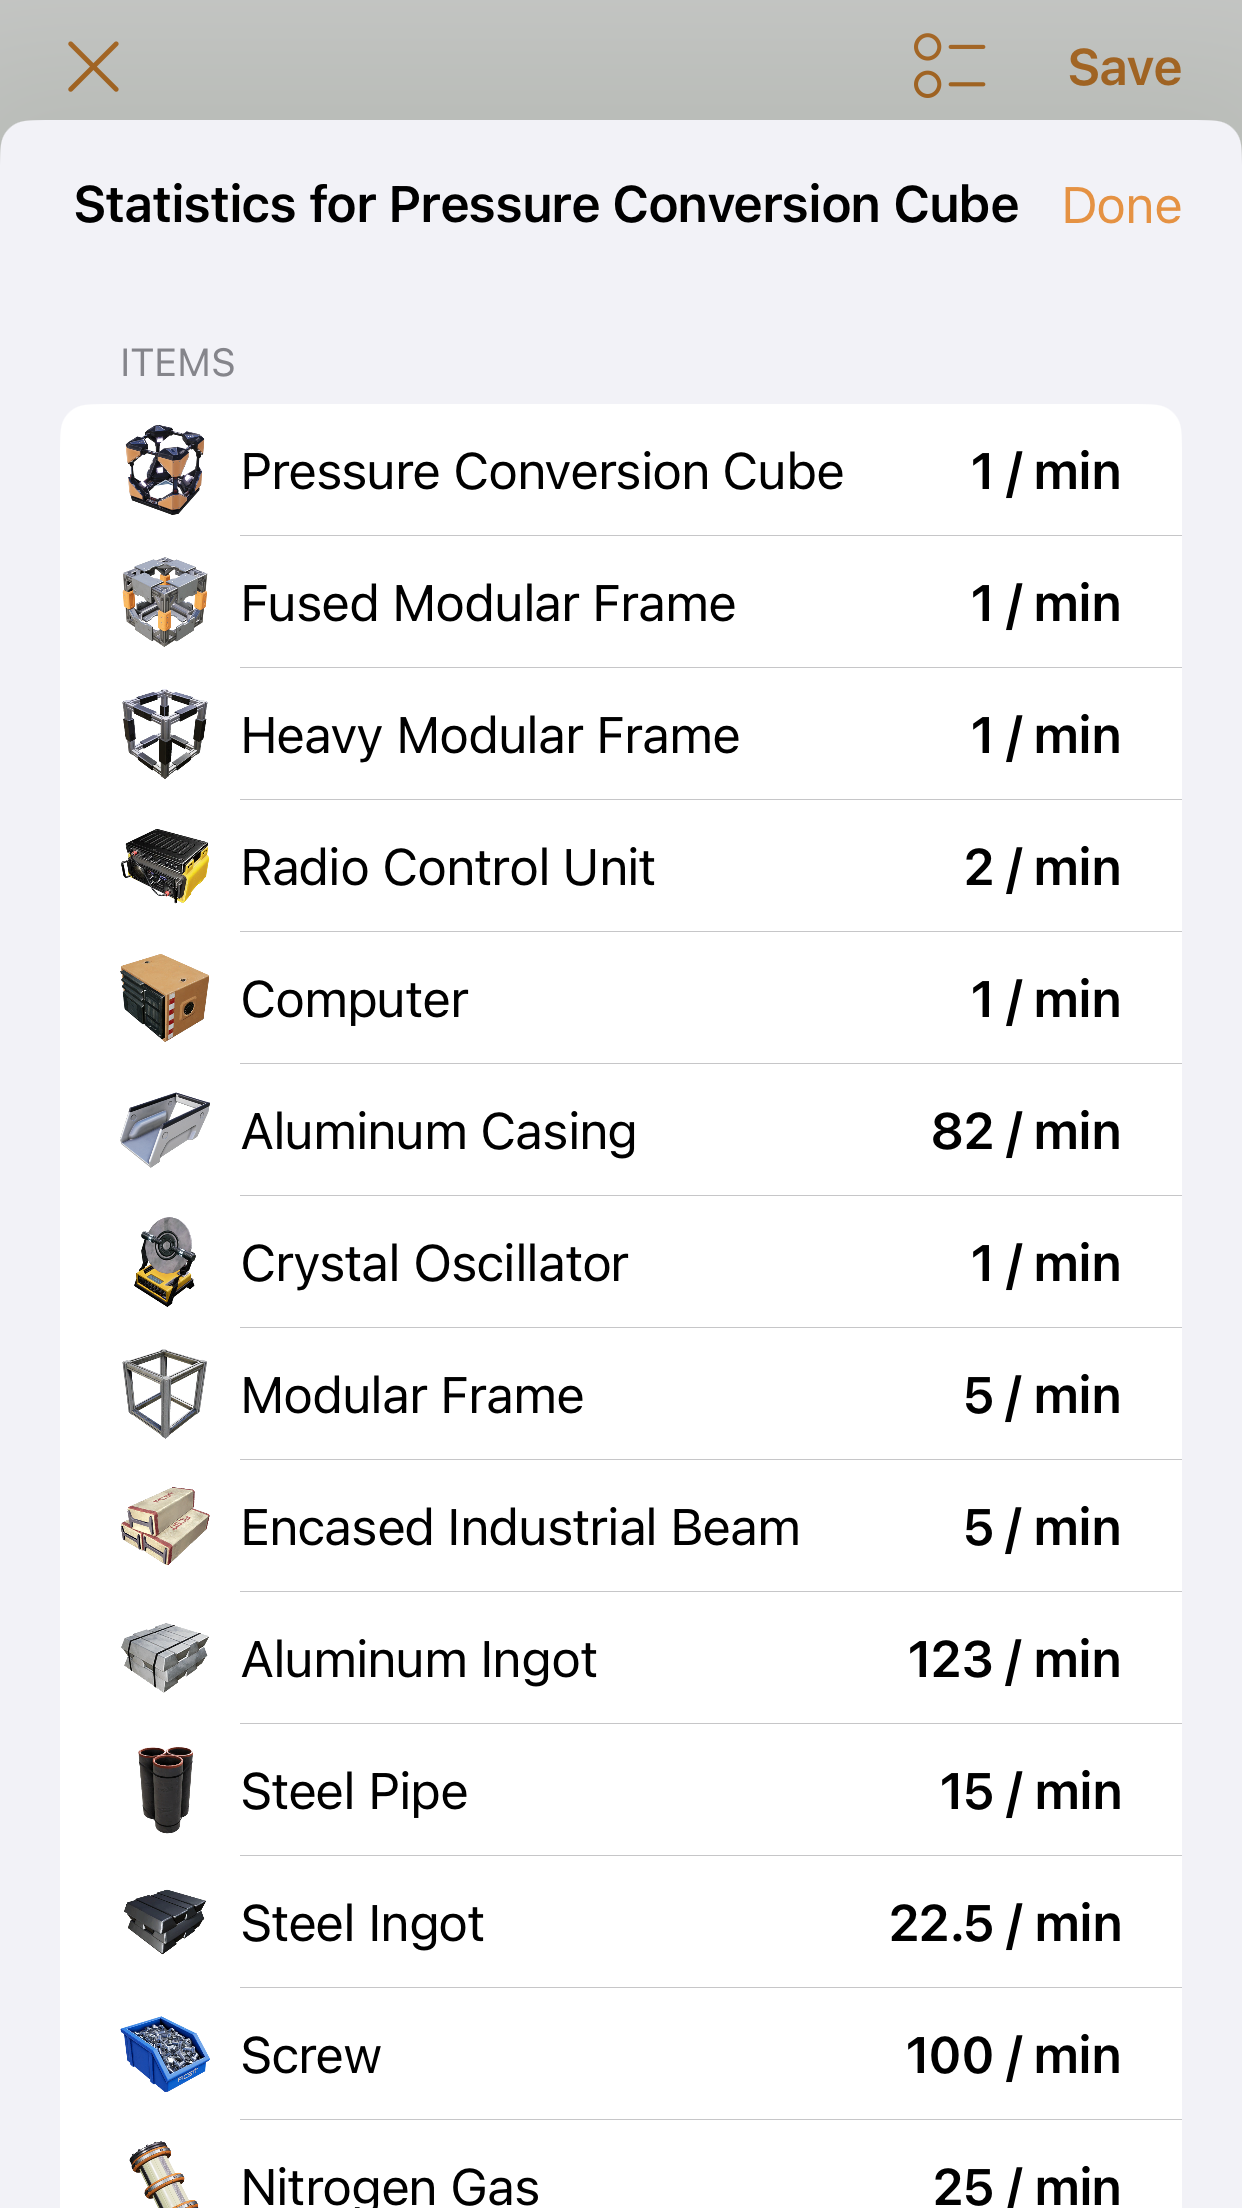 Save
Statistics for Pressure Conversion Cube Done
ITEMS
Pressure Conversion Cube 1 / min
Fused Modular Frame 1 / min
Heavy Modular Frame 1 / min
Radio Control Unit 2 / min
Computer 1 / min
Aluminum Casing 82 / min
Crystal Oscillator 1 / min
Modular Frame 5 / min
Encased Industrial Beam 5 / min
Aluminum Ingot 123 / min
Steel Pipe 15 / min
Steel Ingot 22.5 / min
Screw 100 / min
Nitrogen Gas 25 / min